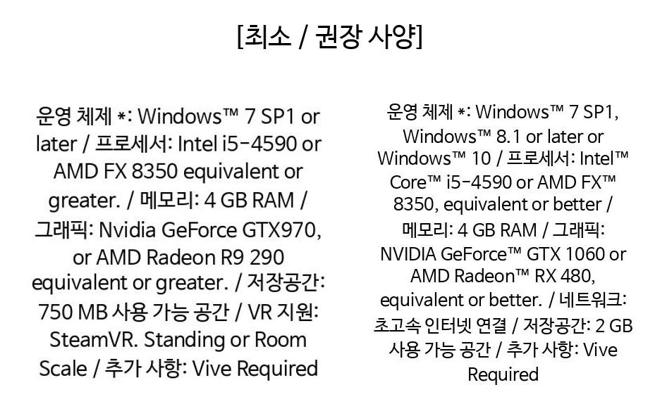 [최소 / 권장 사양]
운영 체제 *: Windows™ 7 SP1 or
later / 프로세서: Intel i5-4590 or
AMD FX 8350 equivalent or
greater. / 메모리: 4 GB RAM /
그래픽: Nvidia GeForce GTX970,
or AMD Radeon R9 290
equivalent or greater. / 저장공간:
750 MB 사용 가능 공간 / VR 지원:
SteamVR. Standing or Room
Scale / 추가 사항: Vive Required
운영 체제 *: Windows™ 7 SP1,
Windows™ 8.1 or later or
Windows™ 10 / 프로세서: Intel™
Core™ i5-4590 or AMD FX™
8350, equivalent or better /
메모리: 4 GB RAM / 그래픽:
NVIDIA GeForce™ GTX 1060 or
AMD Radeon™ RX 480,
equivalent or better. / 네트워크:
초고속 인터넷 연결 / 저장공간: 2 GB
사용 가능 공간 / 추가 사항: Vive
Required